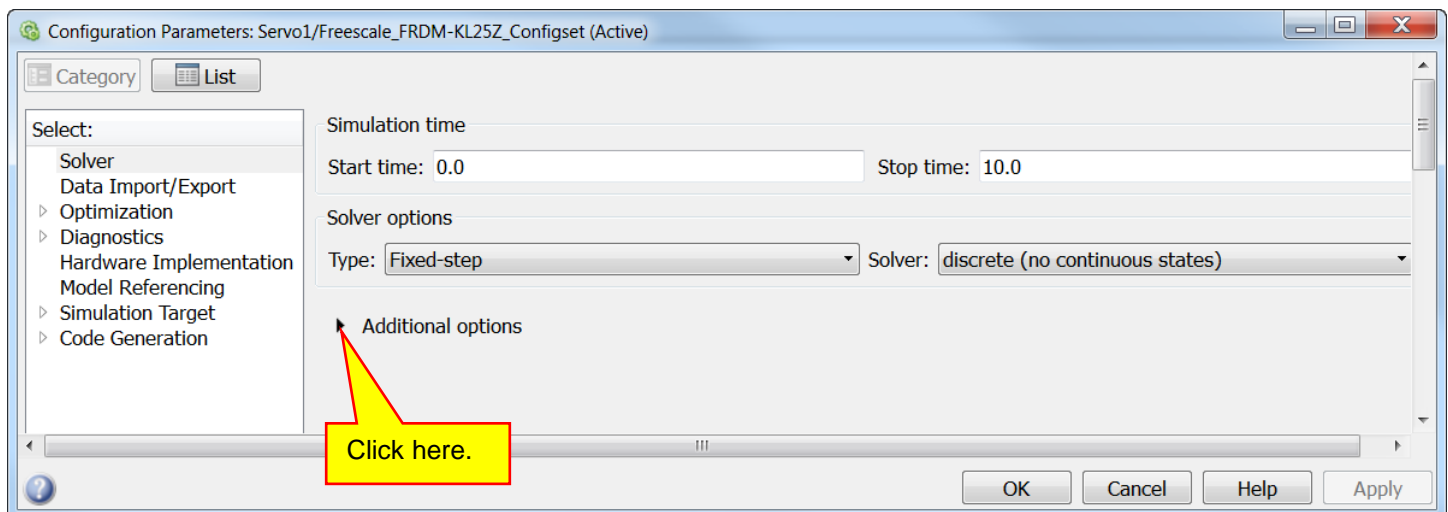 Configuration Parameters: Servo1/Freescale_FRDM-KL25Z_Configset (Active)
Category List
Select:
Solver
Data Import/Export
Optimization
Diagnostics
Hardware Implementation
Model Referencing
Simulation Target
Code Generation
Simulation time
Start time: 0.0 Stop time: 10.0
Solver options
Type: Fixed-step Solver: discrete (no continuous states)
Additional options
Click here.
OK Cancel Help Apply